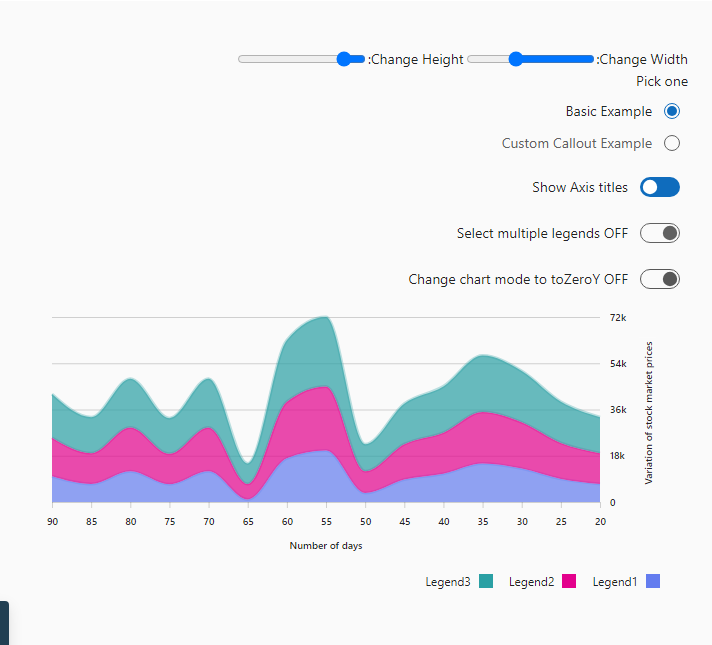 :Change Height :Change Width
Pick one
Basic Example
Custom Callout Example
Show Axis titles
Select multiple legends OFF
Change chart mode to toZeroY OFF
72k
54k
36k
18k
0
Variation of stock market prices
90 85 80 75 70 65 60 55 50 45 40 35 30 25 20
Number of days
Legend3 Legend2 Legend1